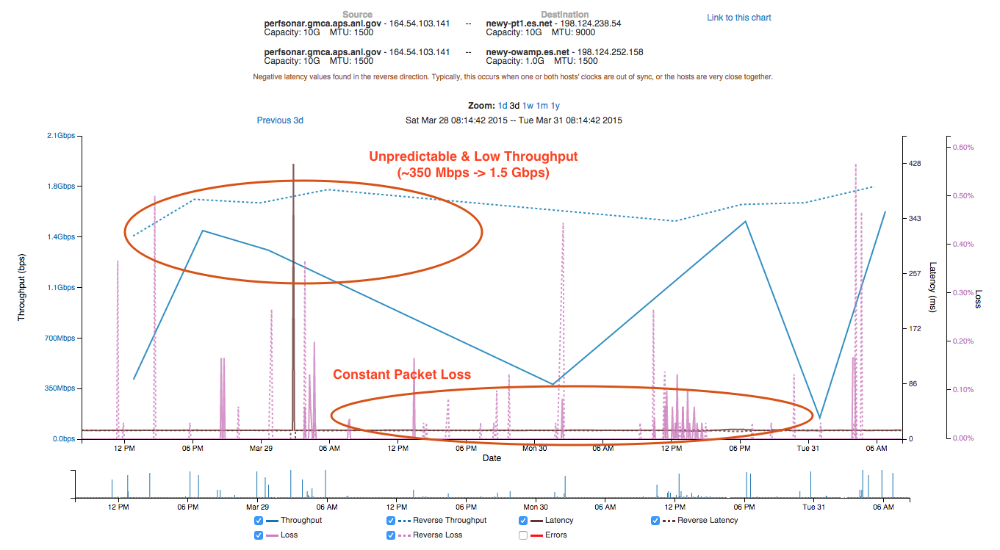 Source Destination
perfsonar.gmca.aps.anl.gov - 164.54.103.141 -- newy-pt1.es.net - 198.124.238.54 Link to this chart
Capacity: 10G MTU: 1500 Capacity: 10G MTU: 9000
perfsonar.gmca.aps.anl.gov - 164.54.103.141 -- newy-owamp.es.net - 198.124.252.158
Capacity: 10G MTU: 1500 Capacity: 1.0G MTU: 1500
Negative latency values found in the reverse direction. Typically, this occurs when one or both hosts' clocks are out of sync, or the hosts are very close together.
Zoom: 1d 3d 1w 1m 1y
Previous 3d Sat Mar 28 08:14:42 2015 -- Tue Mar 31 08:14:42 2015
2.1Gbps
1.8Gbps
1.4Gbps
1.1Gbps
700Mbps
350Mbps
0.0bps
Throughput (bps)
Unpredictable & Low Throughput
(~350 Mbps -> 1.5 Gbps)
Constant Packet Loss
428
343
257
172
86
0
Latency (ms)
0.60%
0.50%
0.40%
0.30%
0.20%
0.10%
0.00%
Loss
12 PM 06 PM Mar 29 06 AM 12 PM 06 PM Mon 30 06 AM 12 PM 06 PM Tue 31 06 AM
Date
12 PM 06 PM Mar 29 06 AM 12 PM 06 PM Mon 30 06 AM 12 PM 06 PM Tue 31 06 AM
Throughput Reverse Throughput Latency Reverse Latency
Loss Reverse Loss Errors